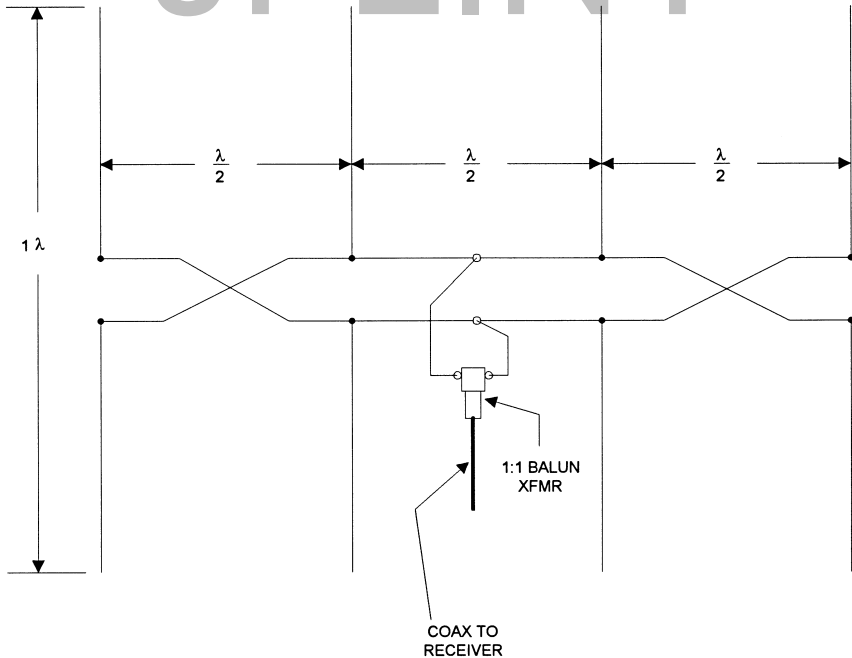 λ/2 λ/2 λ/2
1 λ
1:1 BALUN
XFMR
COAX TO
RECEIVER